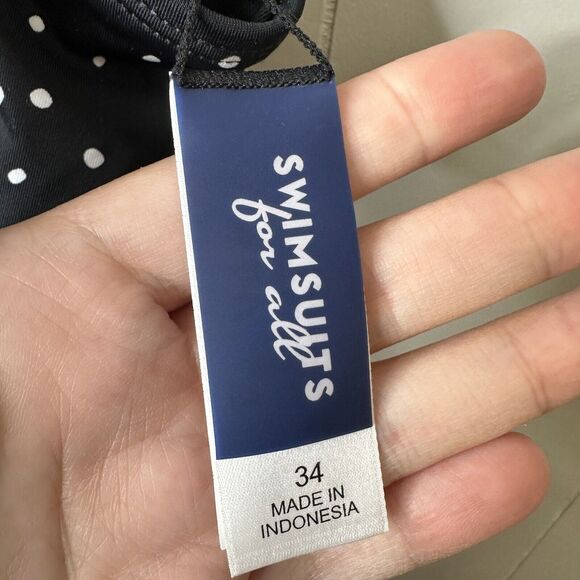 SWIMSUITS
for all
34
MADE IN
INDONESIA